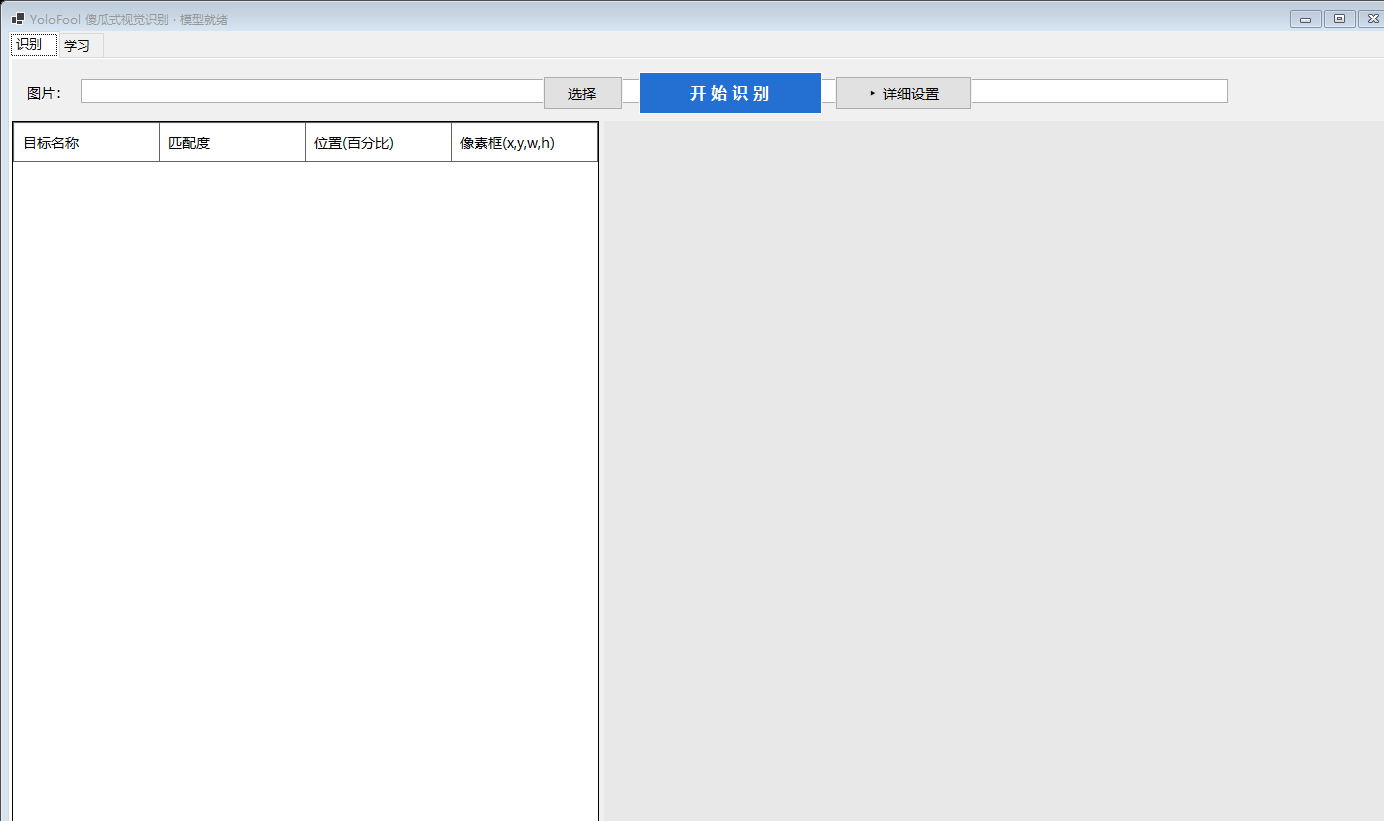 YoloFool 傻瓜式视觉识别 · 模型就绪
识别 学习
图片： 选择 开 始 识 别 ▸ 详细设置
目标名称 匹配度 位置(百分比) 像素框(x,y,w,h)